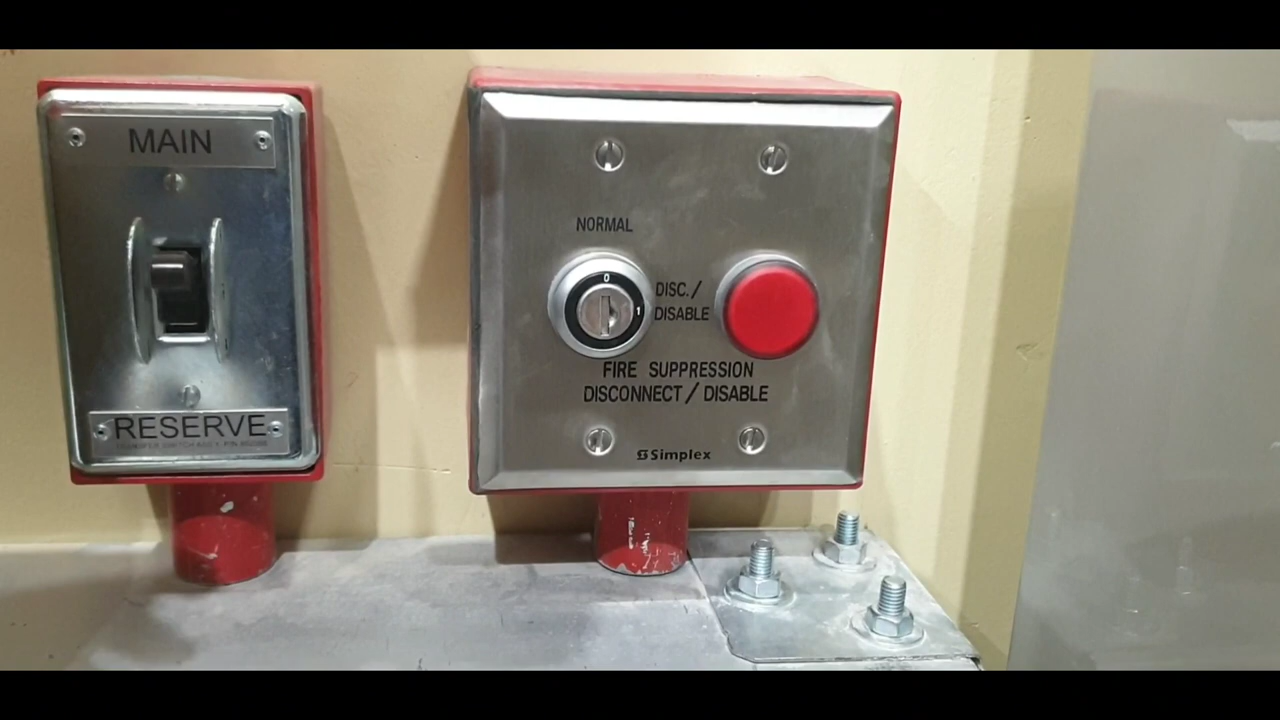 MAIN
RESERVE
NORMAL
0
1
DISC./
DISABLE
FIRE SUPPRESSION
DISCONNECT/DISABLE
Simplex